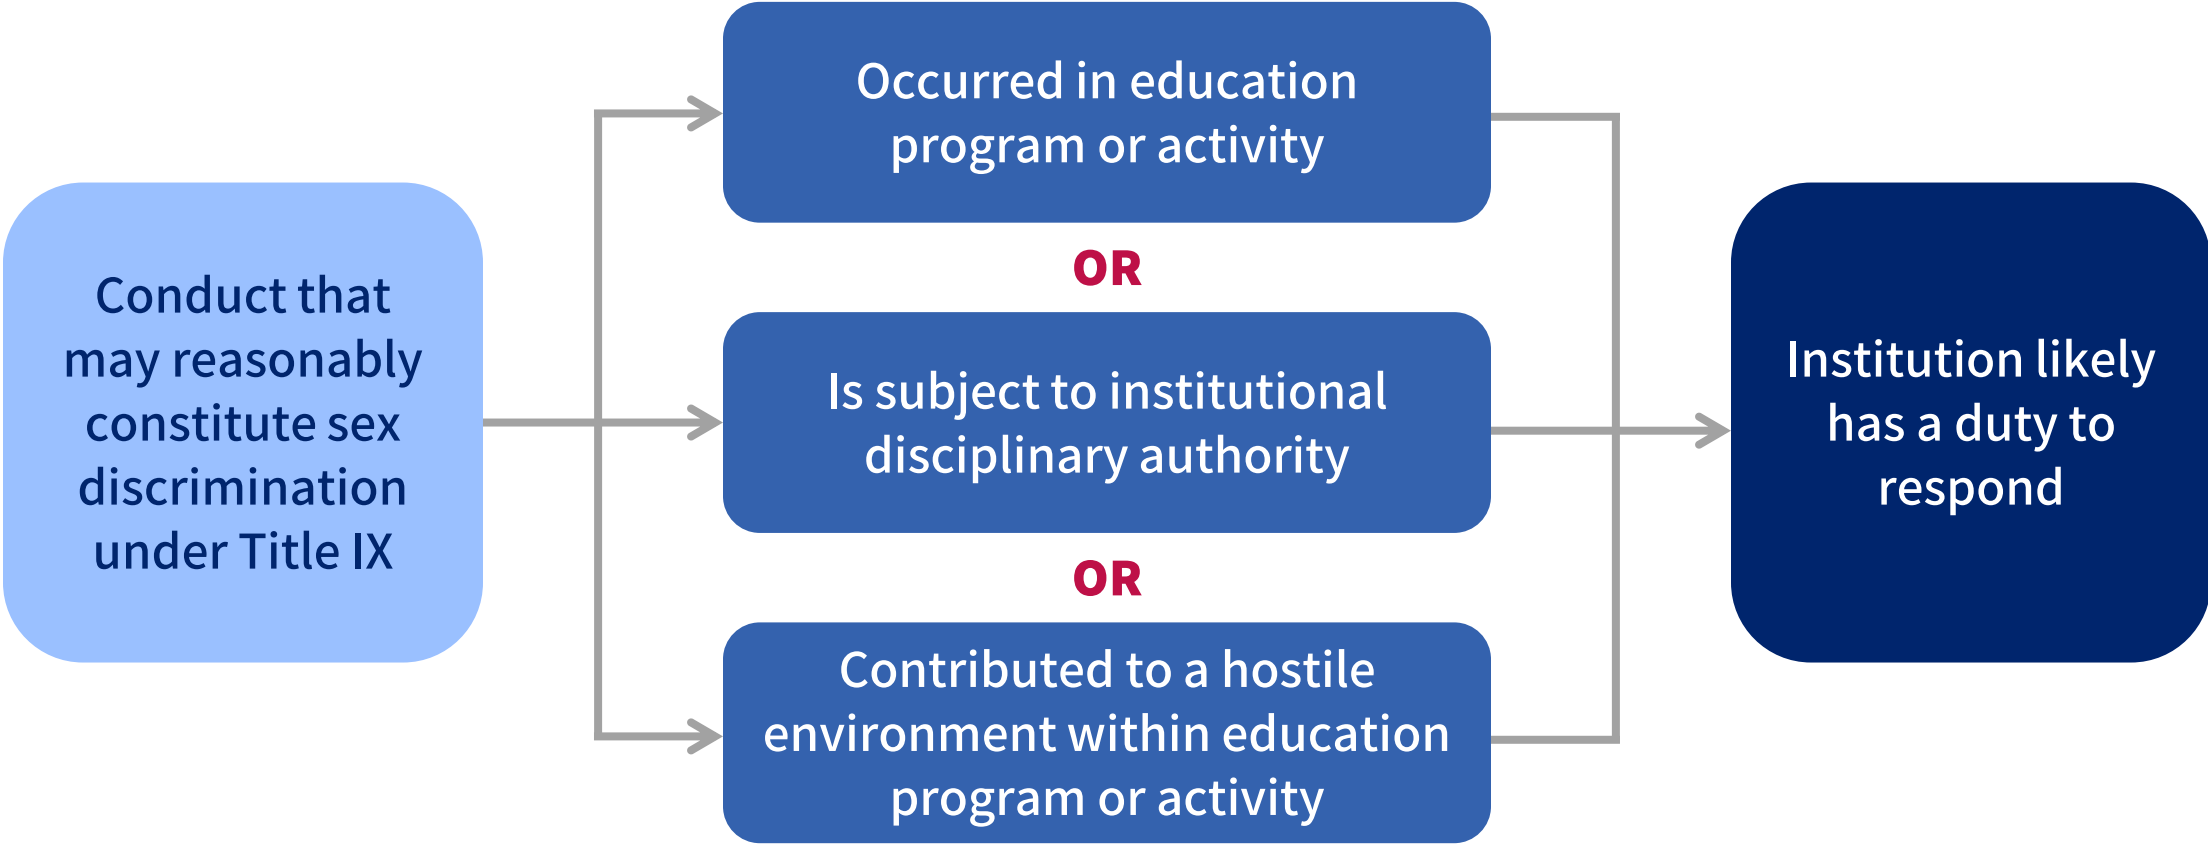 Conduct that
may reasonably
constitute sex
discrimination
under Title IX
Occurred in education
program or activity
OR
Is subject to institutional
disciplinary authority
OR
Contributed to a hostile
environment within education
program or activity
Institution likely
has a duty to
respond